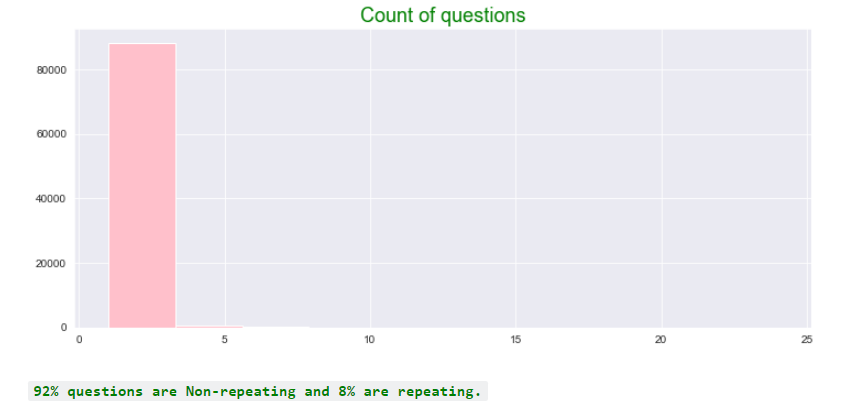 Count of questions
80000
60000
40000
20000
0
0 5 10 15 20 25
92% questions are Non-repeating and 8% are repeating.